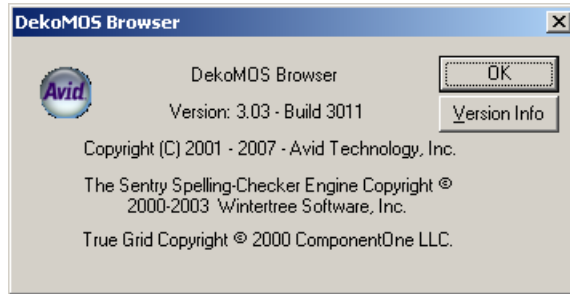 DekoMOS Browser
Avid
DekoMOS Browser
OK
Version: 3.03 - Build 3011
Version Info
Copyright (C) 2001 - 2007 - Avid Technology, Inc.
The Sentry Spelling-Checker Engine Copyright ©
2000-2003 Wintertree Software, Inc.
True Grid Copyright © 2000 ComponentOne LLC.